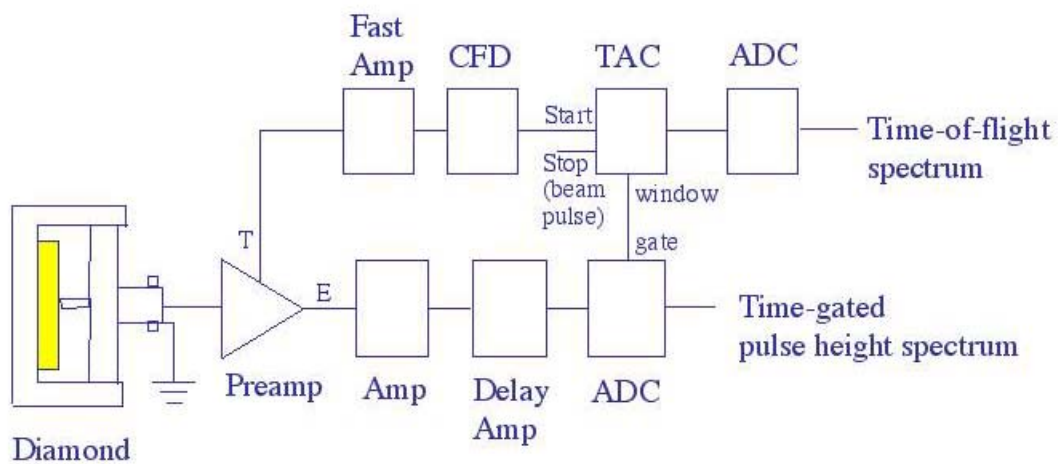 Fast
Amp
CFD
TAC
ADC
Start
Stop
(beam
pulse)
window
gate
Time-of-flight
spectrum
T
E
Preamp
Amp
Delay
Amp
ADC
Time-gated
pulse height spectrum
Diamond